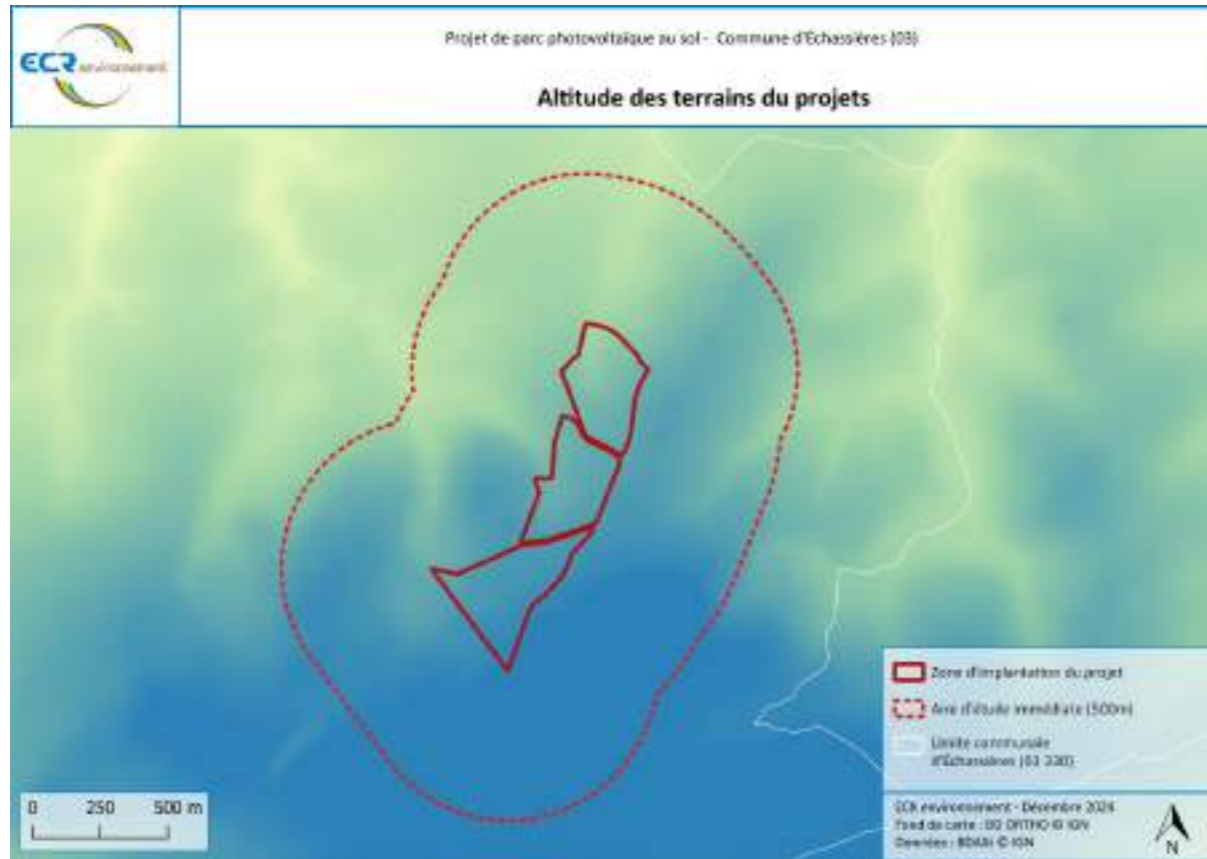 ECR environnement
Projet de parc photovoltaïque au sol - Commune d'Échassières (03)
Altitude des terrains du projets
Zone d'implantation du projet
Aire d'étude immédiate (500m)
Limite communale
d'Échassières (03 330)
0 250 500 m
ECR environnement - Décembre 2024
Fond de carte : BD ORTHO © IGN
Données : © IGN
N